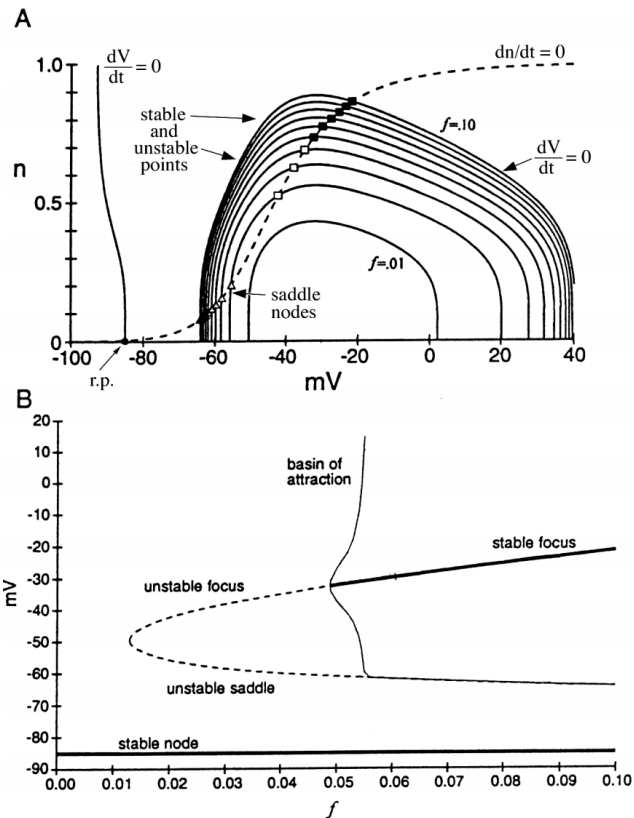 A
dV/dt = 0
dn/dt = 0
1.0
stable
and
unstable
points
f=.10
dV/dt = 0
n
0.5
f=.01
saddle
nodes
0
-100
-80
-60
-40
-20
0
20
40
r.p.
mV
B
20
10
0
-10
-20
-30
-40
-50
-60
-70
-80
-90
mV
basin of
attraction
stable focus
unstable focus
unstable saddle
stable node
0.00
0.01
0.02
0.03
0.04
0.05
0.06
0.07
0.08
0.09
0.10
f